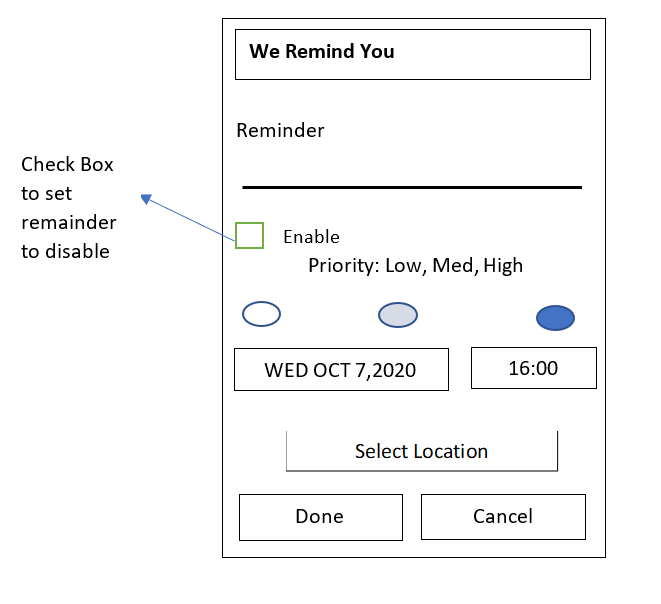 We Remind You
Reminder
Check Box
to set
remainder
to disable
Enable
Priority: Low, Med, High
WED OCT 7,2020
16:00
Select Location
Done
Cancel